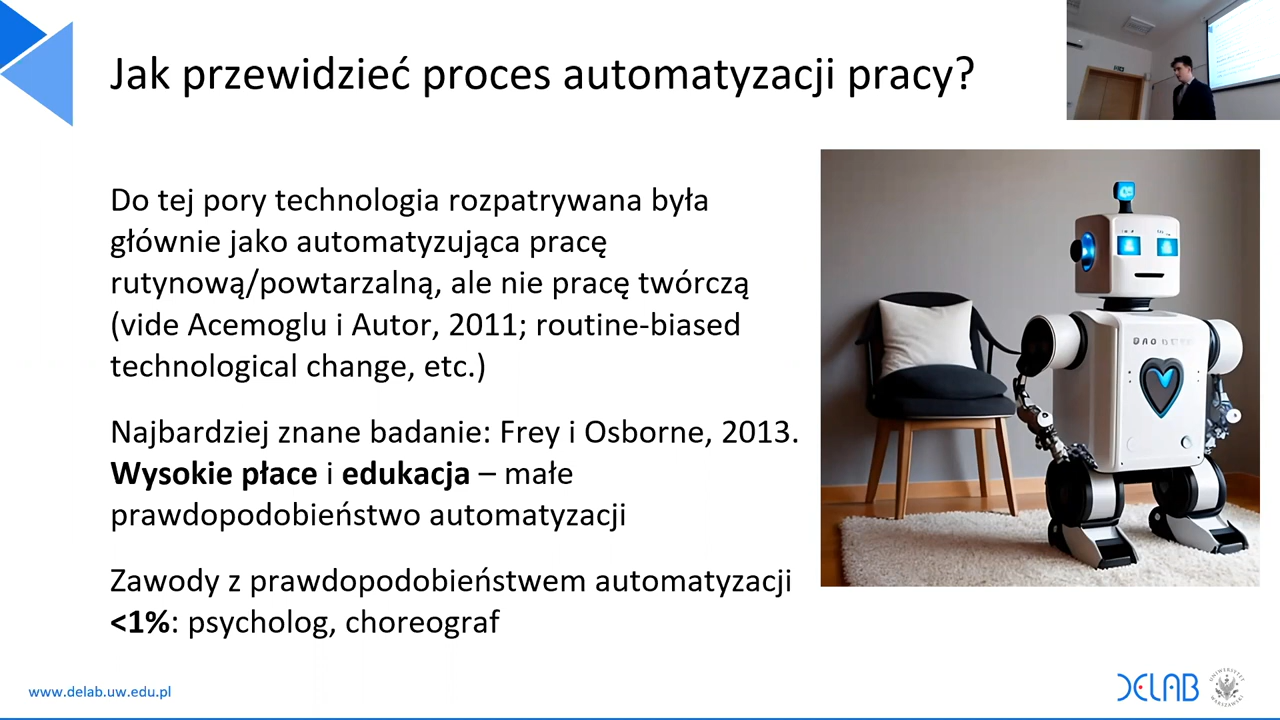 Jak przewidzieć proces automatyzacji pracy?
Do tej pory technologia rozpatrywana była
głównie jako automatyzująca pracę
rutynową/powtarzalną, ale nie pracę twórczą
(vide Acemoglu i Autor, 2011; routine-biased
technological change, etc.)
Najbardziej znane badanie: Frey i Osborne, 2013.
Wysokie płace i edukacja – małe
prawdopodobieństwo automatyzacji
Zawody z prawdopodobieństwem automatyzacji
<1%: psycholog, choreograf
www.delab.uw.edu.pl
DELAB
UNIWERSYTET
WARSZAWSKI